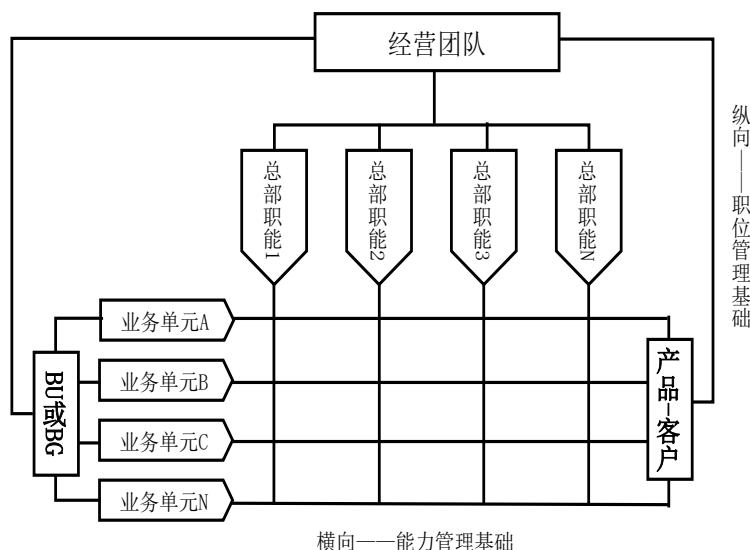 经营团队
总部职能1
总部职能2
总部职能3
总部职能N
纵向——职位管理基础
业务单元A
业务单元B
业务单元C
业务单元N
BU或BG
产品-客户
横向——能力管理基础